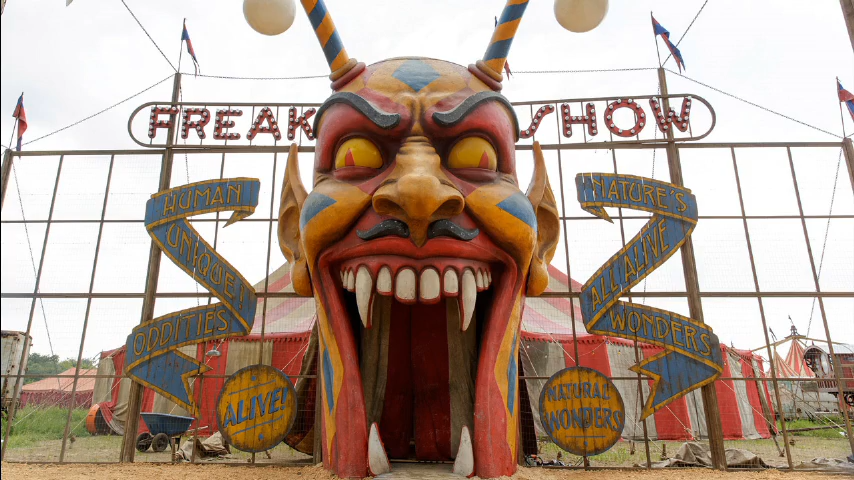 FREAK SHOW
HUMAN
UNIQUE!
ODDITIES
NATURE'S
ALL ALIVE
WONDERS
ALIVE!
NATURAL
WONDERS